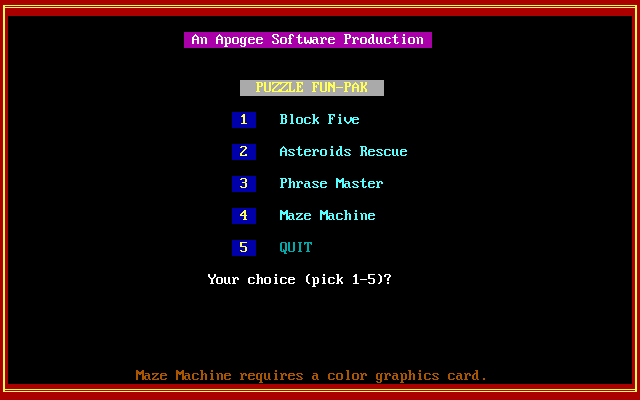 An Apogee Software Production
PUZZLE FUN-PAK
1 Block Five
2 Asteroids Rescue
3 Phrase Master
4 Maze Machine
5 QUIT
Your choice (pick 1-5)?
Maze Machine requires a color graphics card.